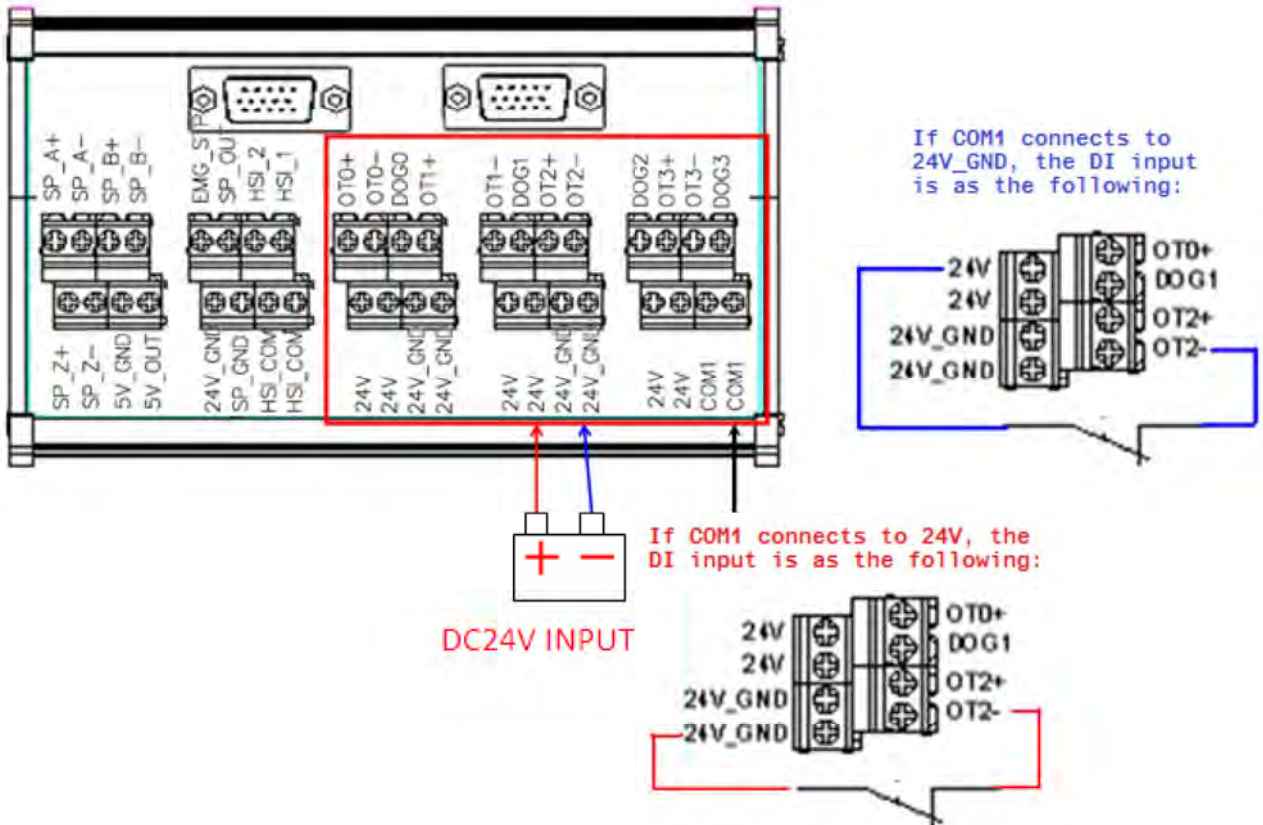 SP_A+
SP_A-
SP_B+
SP_B-
EMG_STP
SP_OUT
HSI_2
HSI_1
OT0+
OT0-
DOG0
OT1+
OT1-
DOG1
OT2+
OT2-
DOG2
OT3+
OT3-
DOG3
SP_Z+
SP_Z-
5V_GND
5V_OUT
24V_GND
SP_GND
HSI_COM
HSI_COM
24V
24V
24V_GND
24V_GND
24V
24V
24V_GND
24V_GND
24V
24V
COM1
COM1
+ -
DC24V INPUT
If COM1 connects to
24V_GND, the DI input
is as the following:
24V
24V
24V_GND
24V_GND
OT0+
DOG1
OT2+
OT2-
If COM1 connects to 24V, the
DI input is as the following:
24V
24V
24V_GND
24V_GND
OT0+
DOG1
OT2+
OT2-